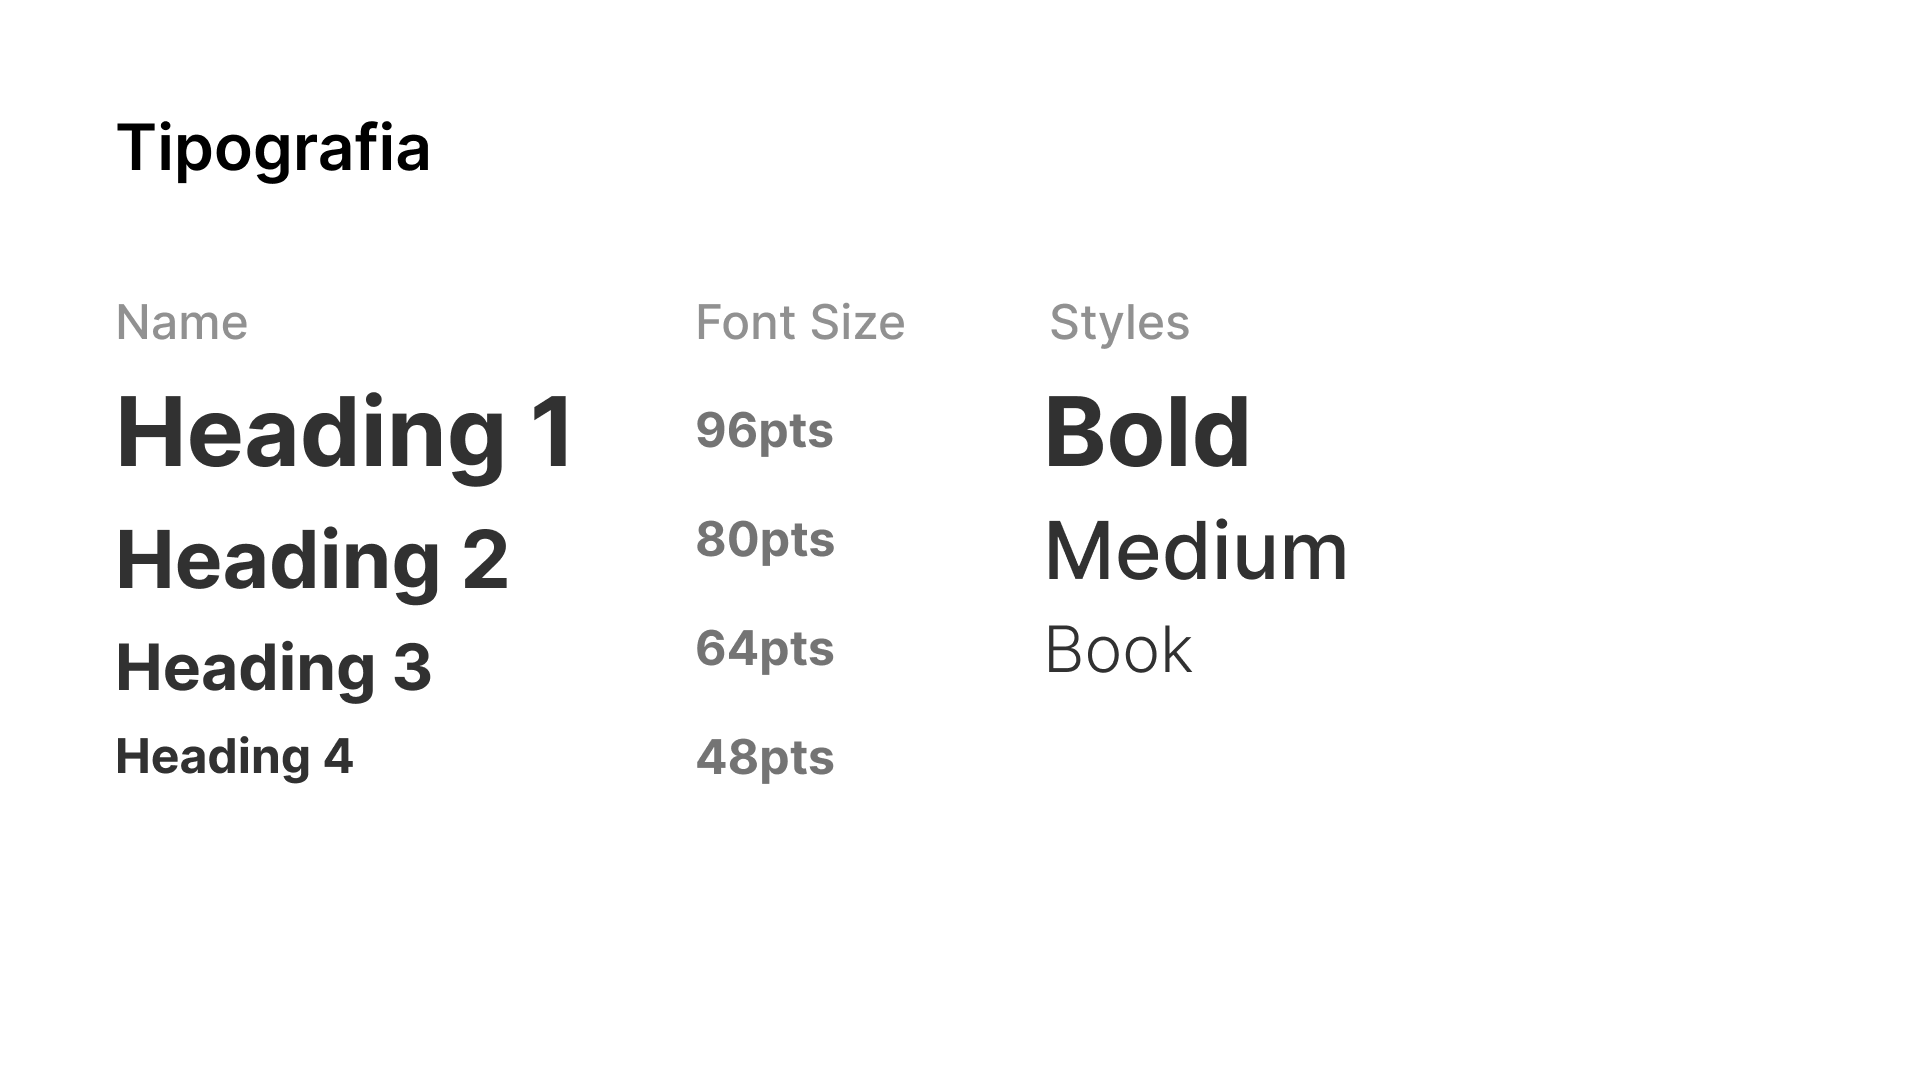 Tipografia
Name Font Size Styles
Heading 1 96pts Bold
Heading 2 80pts Medium
Heading 3 64pts Book
Heading 4 48pts